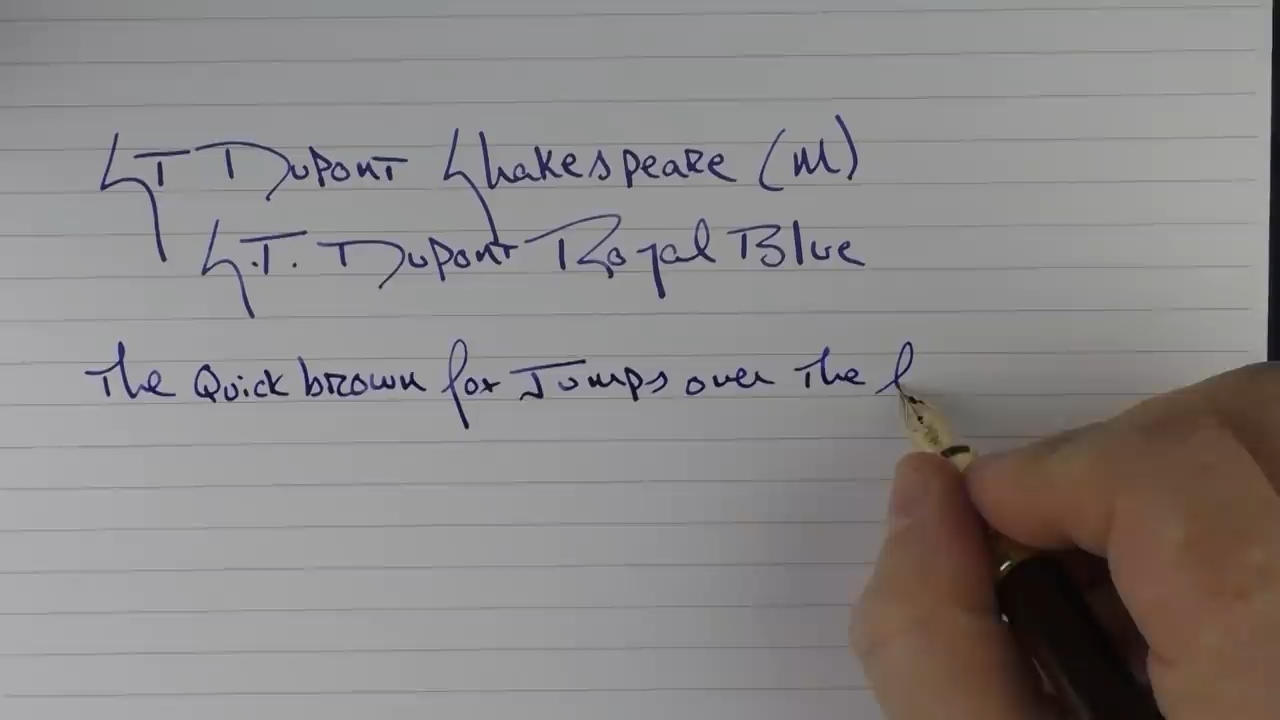 ST Dupont Shakespeare (M)
S.T. Dupont Royal Blue
The Quick brown fox Jumps over The l